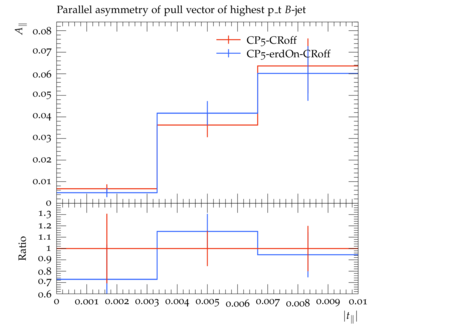 Parallel asymmetry of pull vector of highest p_t B-jet
A∥
CP5-CRoff
CP5-erdOn-CRoff
0.08
0.07
0.06
0.05
0.04
0.03
0.02
0.01
0
Ratio
1.3
1.2
1.1
1
0.9
0.8
0.7
0.6
0 0.001 0.002 0.003 0.004 0.005 0.006 0.007 0.008 0.009 0.01
|t∥|